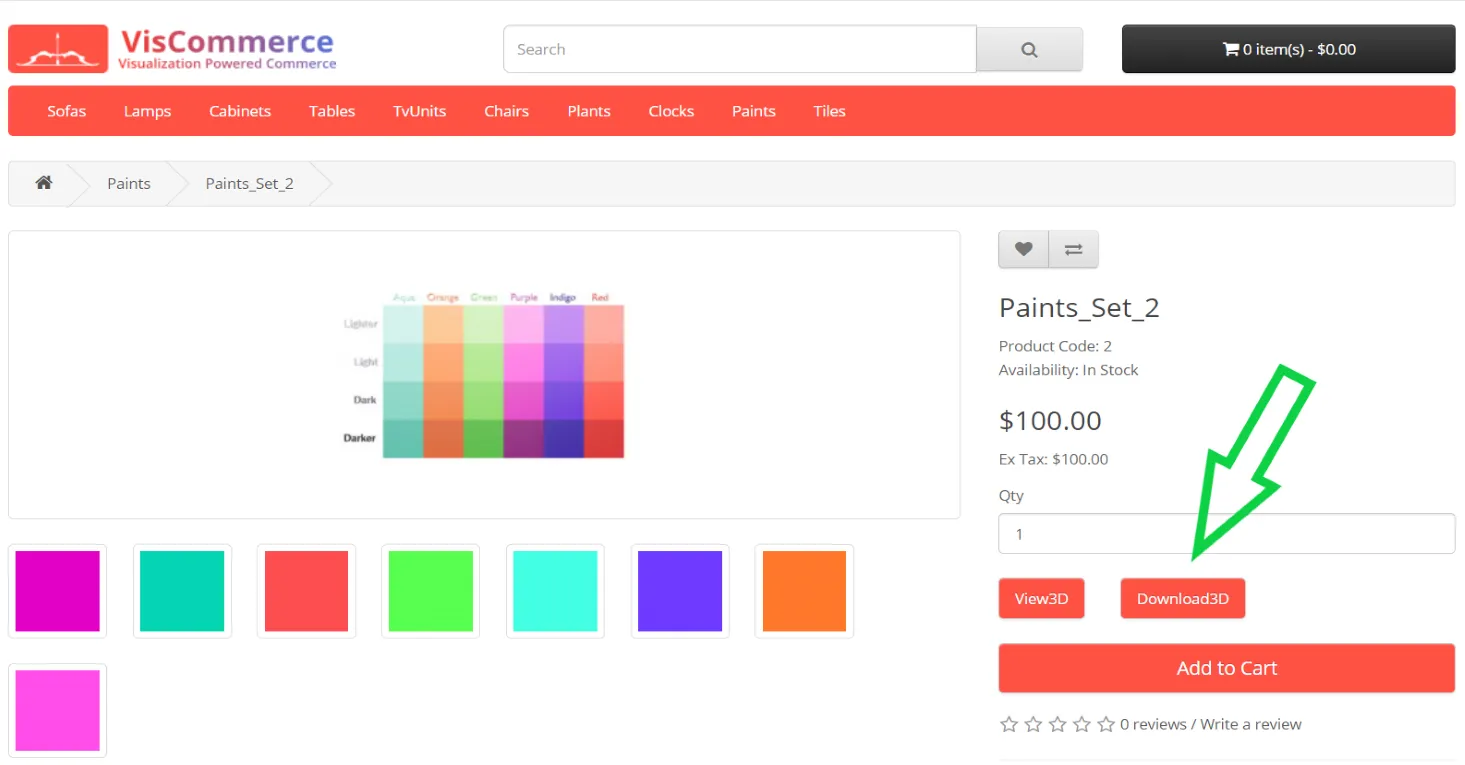 VisCommerce
Visualization Powered Commerce
Search
0 item(s) - $0.00
Sofas Lamps Cabinets Tables TvUnits Chairs Plants Clocks Paints Tiles
Paints Paints_Set_2
Aqua Orange Green Purple Indigo Red
Lighter
Light
Dark
Darker
Paints_Set_2
Product Code: 2
Availability: In Stock
$100.00
Ex Tax: $100.00
Qty
1
View3D Download3D
Add to Cart
0 reviews / Write a review